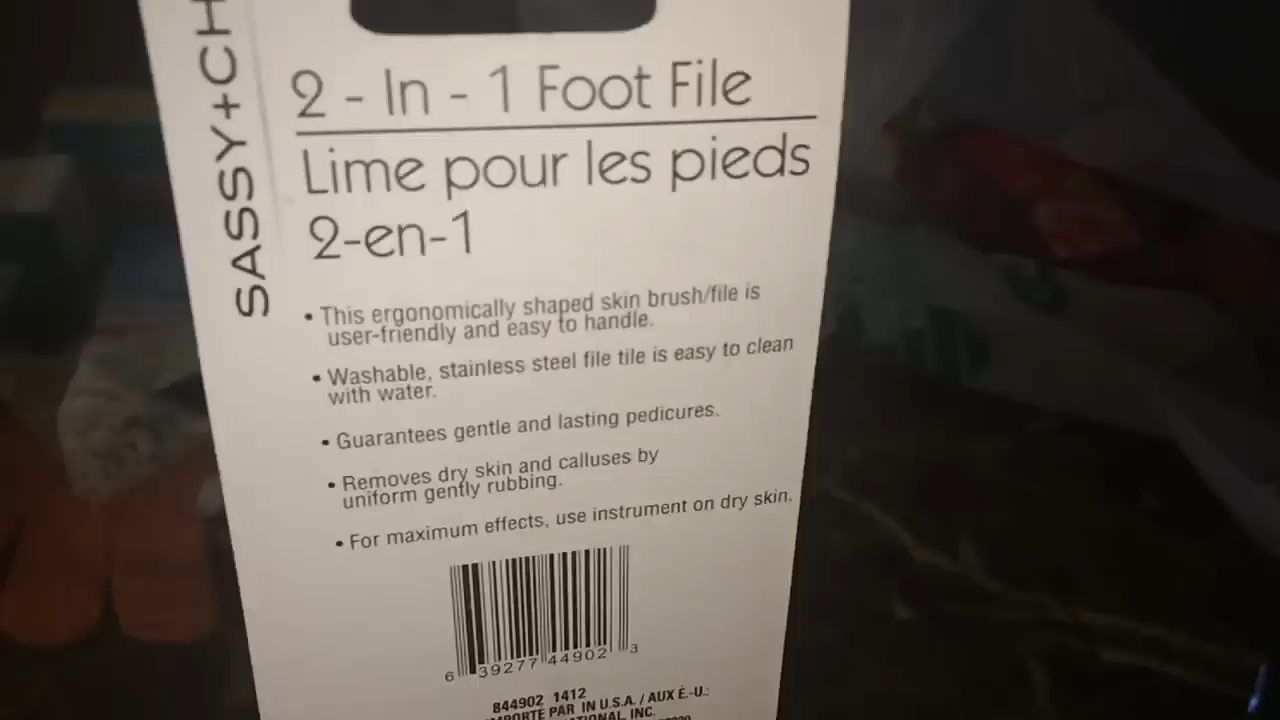 SASSY+CH
2 - In - 1 Foot File
Lime pour les pieds
2-en-1
• This ergonomically shaped skin brush/file is
user-friendly and easy to handle.
• Washable, stainless steel file tile is easy to clean
with water.
• Guarantees gentle and lasting pedicures.
• Removes dry skin and calluses by
uniform gently rubbing.
• For maximum effects, use instrument on dry skin.
6 39277 44902 3
844902 1412
PAR IN U.S.A. / AUX É.-U.:
INC.